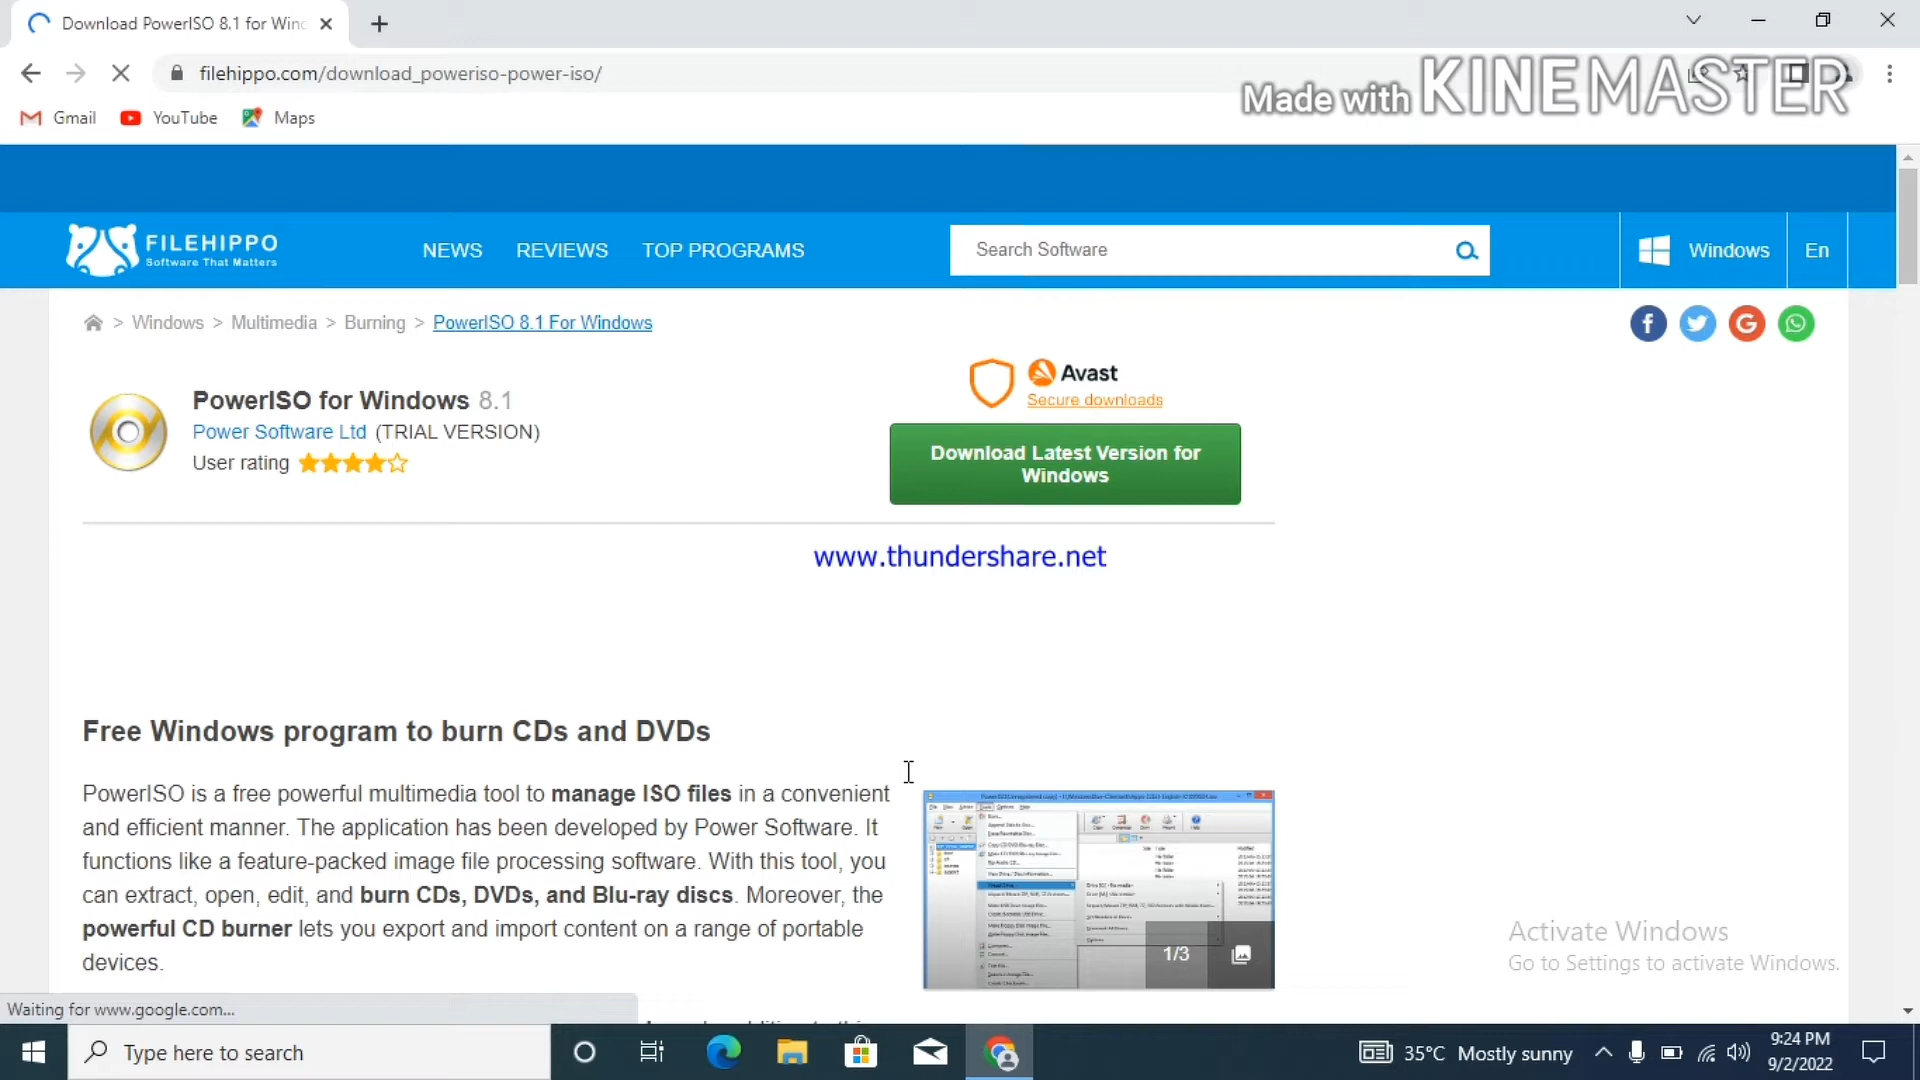 Download PowerISO 8.1 for Winc
filehippo.com/download_poweriso-power-iso/
Made with KINEMASTER
Gmail YouTube Maps
FILEHIPPO
Software That Matters
NEWS REVIEWS TOP PROGRAMS
Search Software
Windows En
> Windows > Multimedia > Burning > PowerISO 8.1 For Windows
PowerISO for Windows 8.1
Power Software Ltd (TRIAL VERSION)
User rating
Avast
Secure downloads
Download Latest Version for
Windows
www.thundershare.net
Free Windows program to burn CDs and DVDs
PowerISO is a free powerful multimedia tool to manage ISO files in a convenient
and efficient manner. The application has been developed by Power Software. It
functions like a feature-packed image file processing software. With this tool, you
can extract, open, edit, and burn CDs, DVDs, and Blu-ray discs. Moreover, the
powerful CD burner lets you export and import content on a range of portable
devices.
1/3
Activate Windows
Go to Settings to activate Windows.
Waiting for www.google.com...
Type here to search
35°C Mostly sunny
9:24 PM
9/2/2022